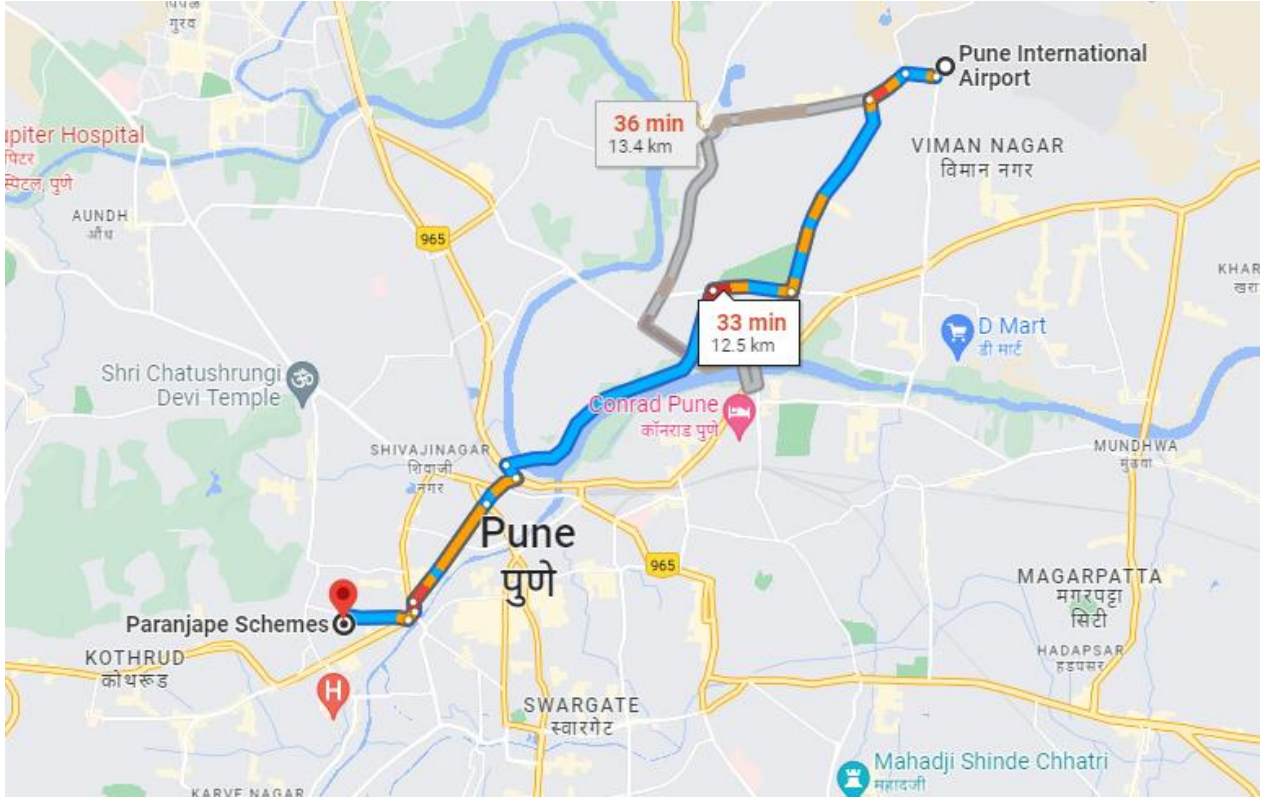 पिंपळे
गुरव
Pune International
Airport
36 min
13.4 km
upiter Hospital
पिटर
स्पिटल, पुणे
VIMAN NAGAR
विमान नगर
AUNDH
औंध
965
KHAR
खरा
33 min
12.5 km
D Mart
डी मार्ट
Shri Chatushrungi
Devi Temple
Conrad Pune
कॉनराड पुणे
SHIVAJINAGAR
शिवाजी
नगर
MUNDHWA
मुंढवा
Pune
पुणे
965
MAGARPATTA
मगरपट्टा
सिटी
Paranjape Schemes
KOTHRUD
कोथरूड
HADAPSAR
हडपसर
H
SWARGATE
स्वारगेट
Mahadji Shinde Chhatri
महादजी
KARVE NAGAR